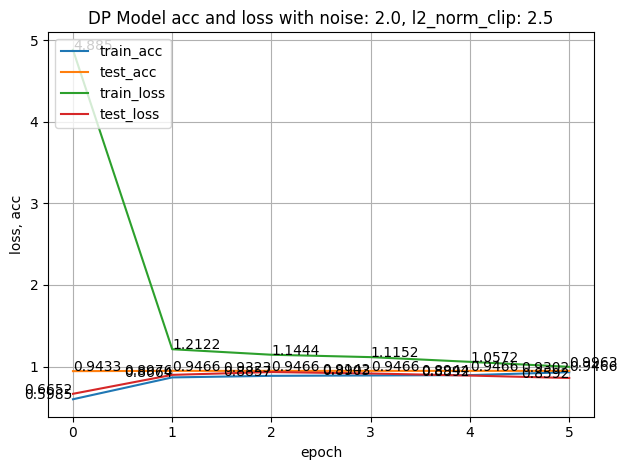 DP Model acc and loss with noise: 2.0, l2_norm_clip: 2.5
train_acc
test_acc
train_loss
test_loss
4.885
5
4
3
2
1
loss, acc
1.2122
1.1444
1.1152
1.0572
0.9963
0.9433
0.9466
0.9466
0.9466
0.9466
0.9466
0.6652
0.5985
0 1 2 3 4 5
epoch